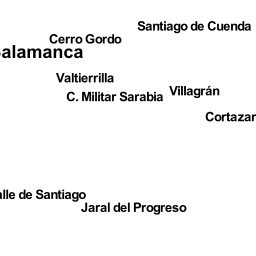 Santiago de Cuenda
Cerro Gordo
alamanca
Valtierrilla
Villagrán
C. Militar Sarabia
Cortazar
alle de Santiago
Jaral del Progreso